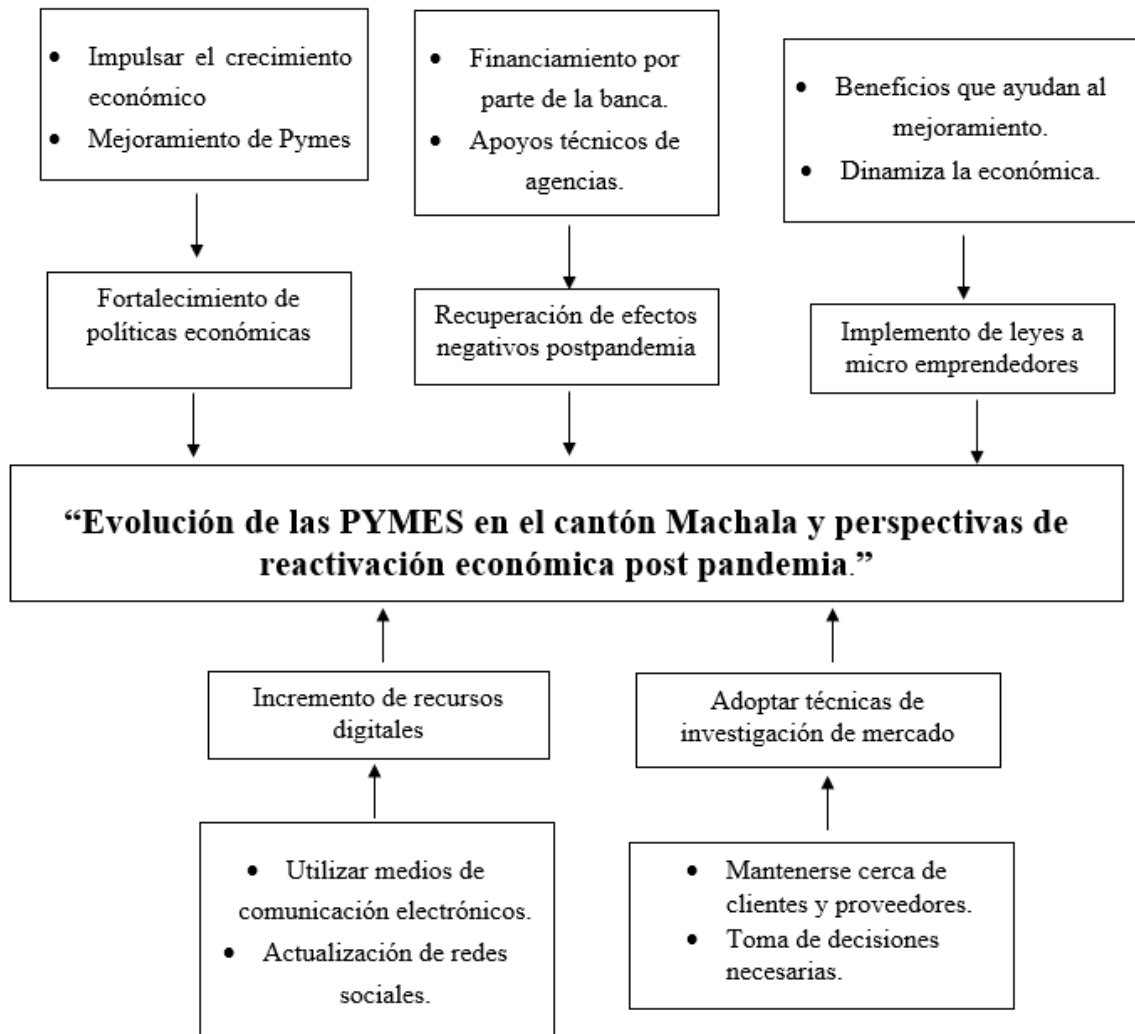 • Impulsar el crecimiento
económico
• Mejoramiento de Pymes
• Financiamiento por
parte de la banca.
• Apoyos técnicos de
agencias.
• Beneficios que ayudan al
mejoramiento.
• Dinamiza la económica.
Fortalecimiento de
políticas económicas
Recuperación de efectos
negativos postpandemia
Implemento de leyes a
micro emprendedores
“Evolución de las PYMES en el cantón Machala y perspectivas de
reactivación económica post pandemia.”
Incremento de recursos
digitales
Adoptar técnicas de
investigación de mercado
• Utilizar medios de
comunicación electrónicos.
• Actualización de redes
sociales.
• Mantenerse cerca de
clientes y proveedores.
• Toma de decisiones
necesarias.